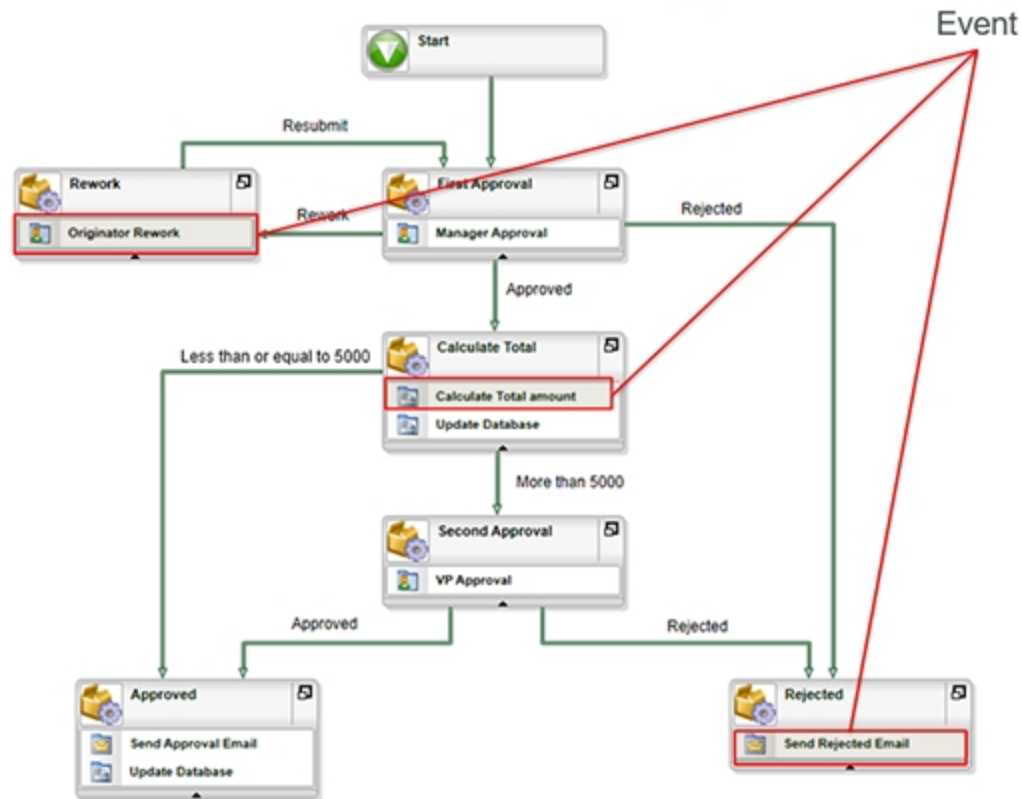 Event
Start
Resubmit
Rework
First Approval
Rework
Rejected
Originator Rework
Manager Approval
Approved
Calculate Total
Less than or equal to 5000
Calculate Total amount
Update Database
More than 5000
Second Approval
VP Approval
Approved
Rejected
Approved
Rejected
Send Approval Email
Send Rejected Email
Update Database